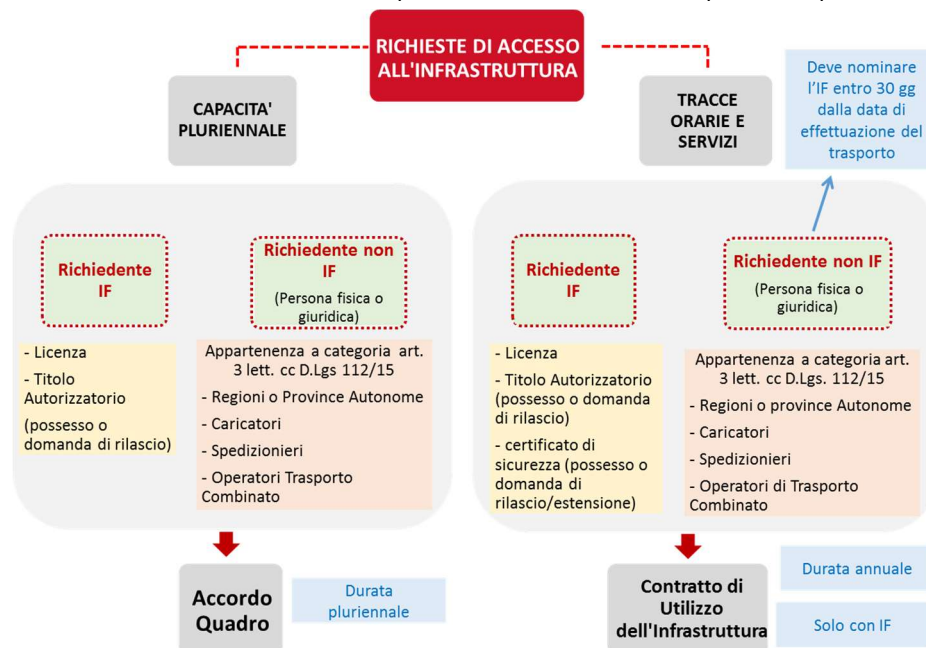 RICHIESTE DI ACCESSO
ALL'INFRASTRUTTURA
CAPACITA'
PLURIENNALE
TRACCE
ORARIE E
SERVIZI
Deve nominare
l'IF entro 30 gg
dalla data di
effettuazione del
trasporto
Richiedente
IF
Richiedente non
IF
(Persona fisica o
giuridica)
- Licenza
- Titolo
Autorizzatorio
(possesso o
domanda di rilascio)
Appartenenza a categoria art.
3 lett. cc D.Lgs 112/15
- Regioni o Province Autonome
- Caricatori
- Spedizionieri
- Operatori Trasporto
Combinato
Richiedente
IF
Richiedente non IF
(Persona fisica o
giuridica)
- Licenza
- Titolo Autorizzatorio
(possesso o domanda
di rilascio)
- certificato di
sicurezza (possesso o
domanda di
rilascio/estensione)
Appartenenza a categoria art.
3 lett. cc D.Lgs. 112/15
- Regioni o province Autonome
- Caricatori
- Spedizionieri
- Operatori di Trasporto
Combinato
Accordo
Quadro
Durata
pluriennale
Contratto di
Utilizzo
dell'Infrastruttura
Durata annuale
Solo con IF